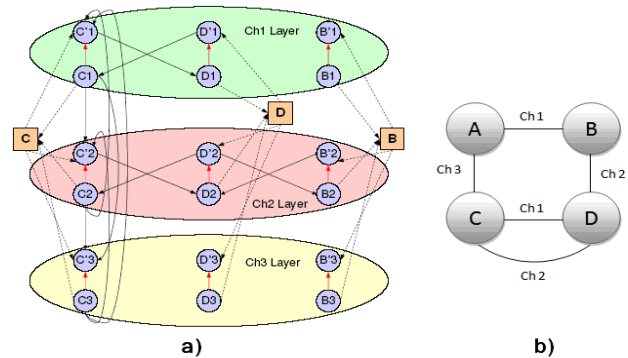 C'1 D'1 Ch1 Layer B'1
C1 D1 B1
C D B
C'2 D'2 B'2
C2 D2 B2
Ch2 Layer
C'3 D'3 Ch3 Layer B'3
C3 D3 B3
a)
A Ch 1 B
Ch 3 Ch 2
C Ch 1 D
Ch 2
b)